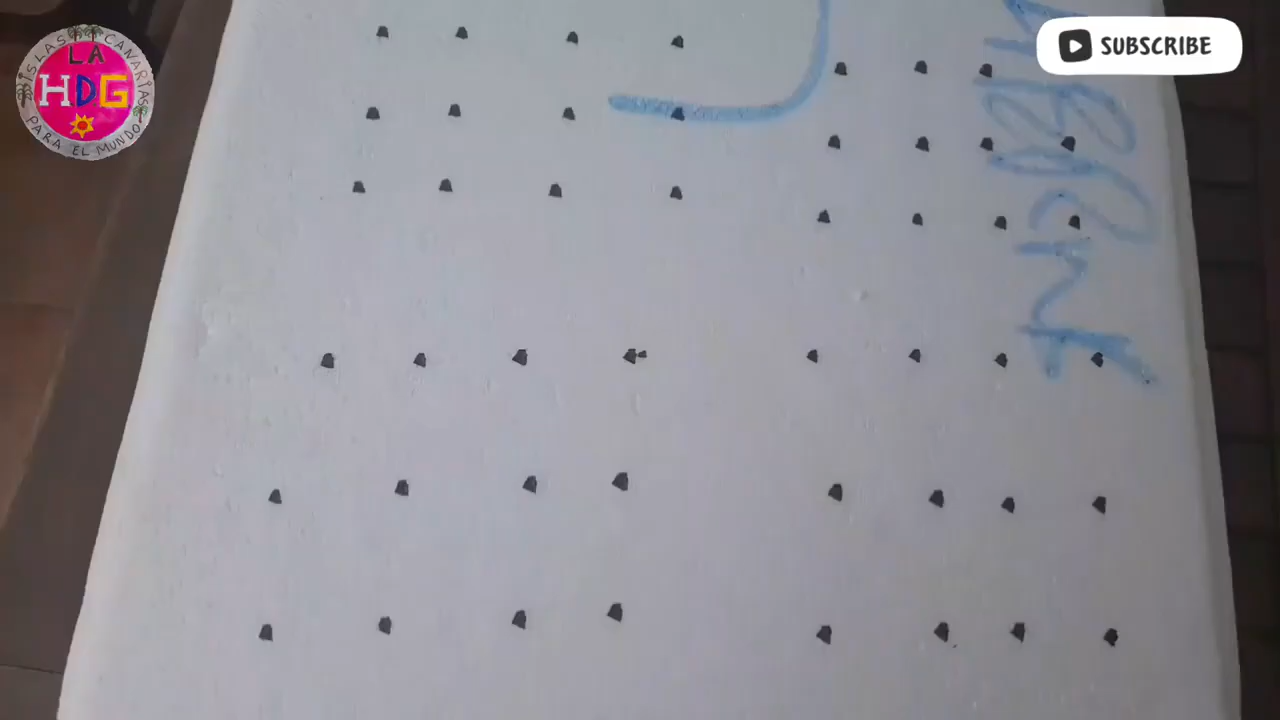 ISLAS CANARIAS
LA
HDG
PARA EL MUNDO
SUBSCRIBE